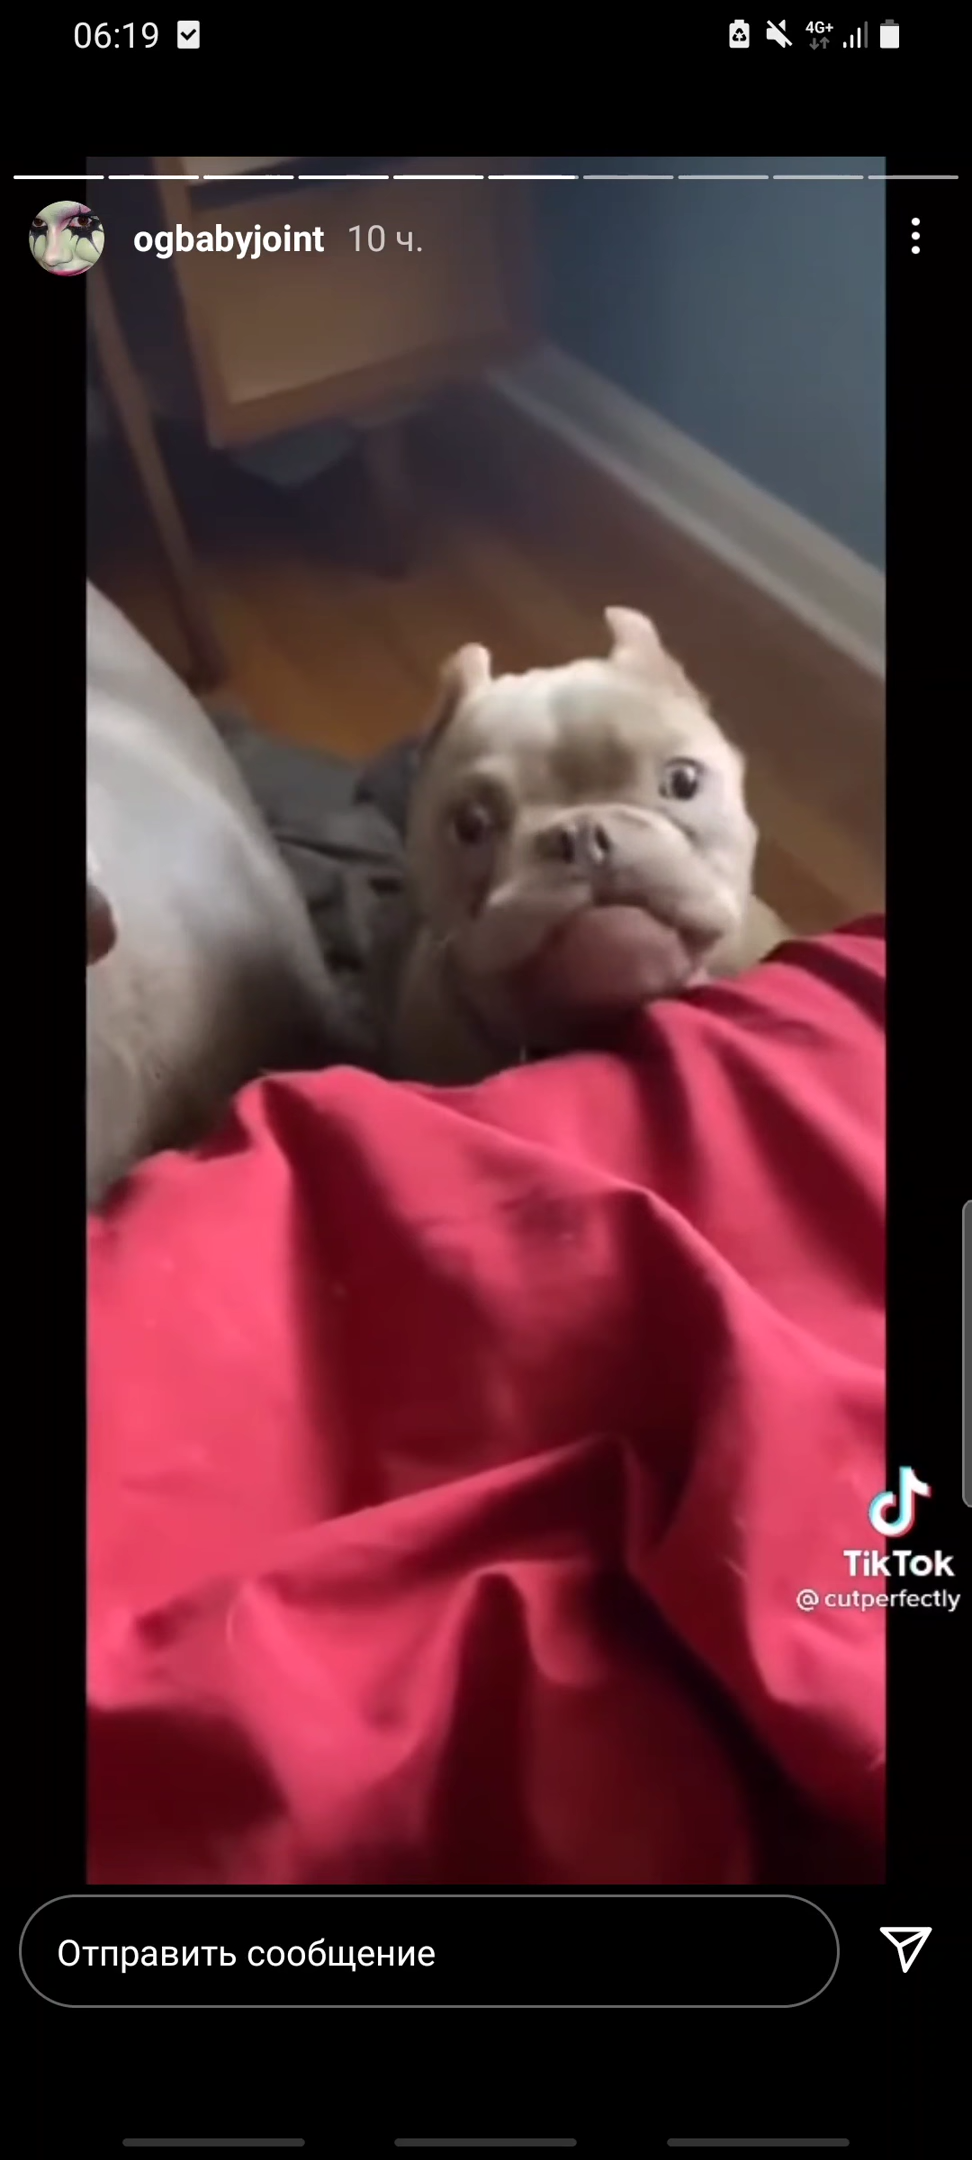 06:19
4G+
ogbabyjoint 10 ч.
TikTok
@cutperfectly
Отправить сообщение